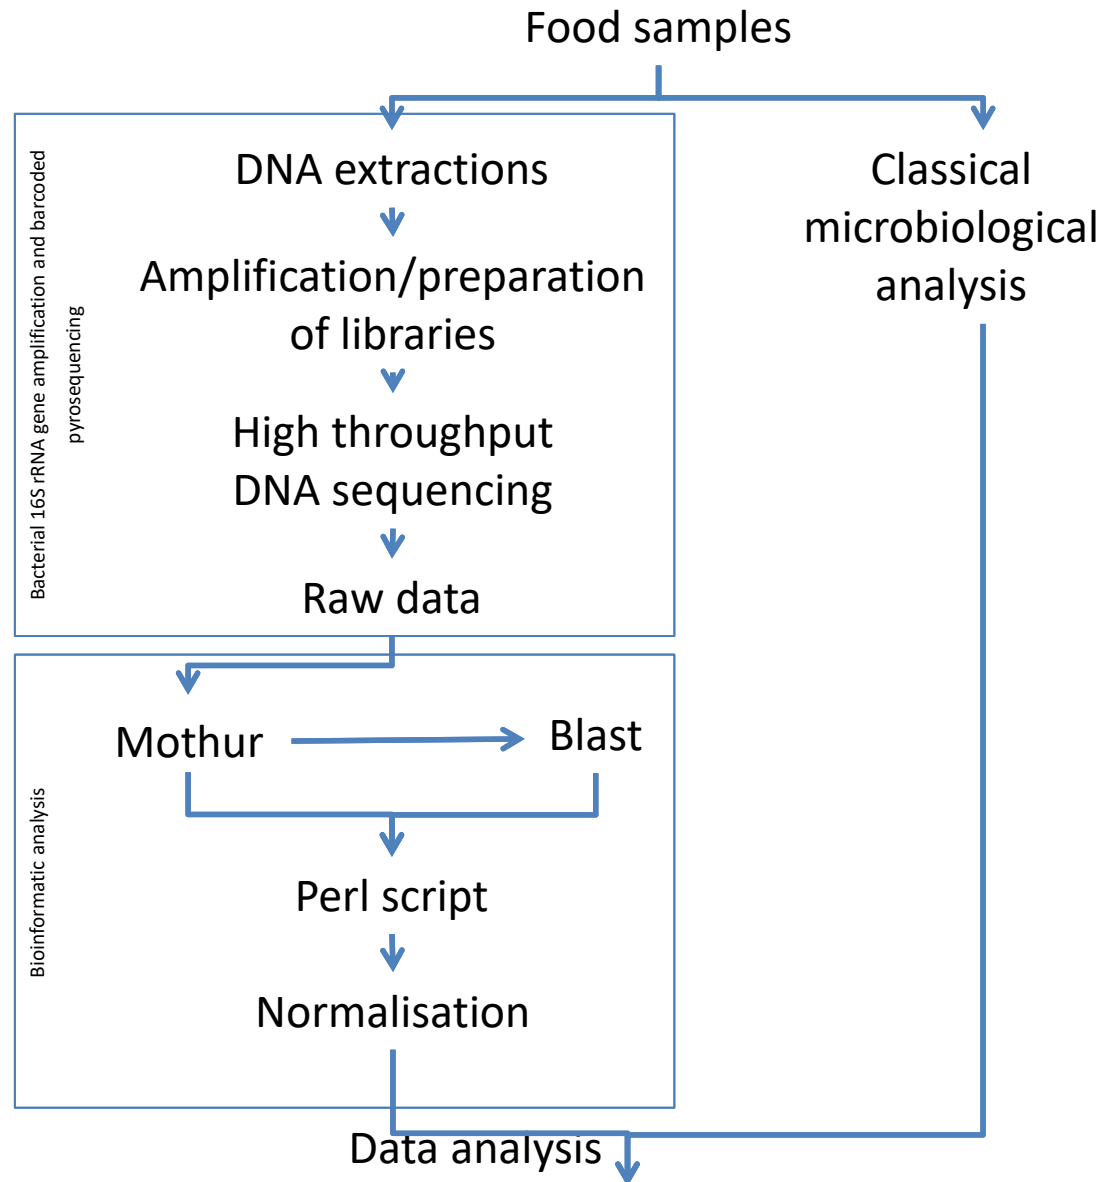 Food samples
Bacterial 16S rRNA gene amplification and barcoded
pyrosequencing
DNA extractions
Amplification/preparation
of libraries
High throughput
DNA sequencing
Raw data
Classical
microbiological
analysis
Bioinformatic analysis
Mothur
Blast
Perl script
Normalisation
Data analysis